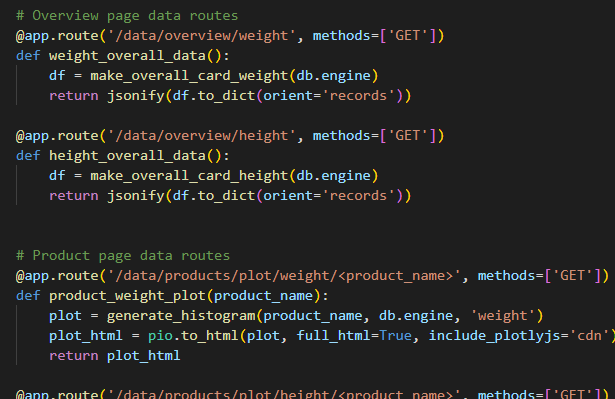 # Overview page data routes
@app.route('/data/overview/weight', methods=['GET'])
def weight_overall_data():
    df = make_overall_card_weight(db.engine)
    return jsonify(df.to_dict(orient='records'))
@app.route('/data/overview/height', methods=['GET'])
def height_overall_data():
    df = make_overall_card_height(db.engine)
    return jsonify(df.to_dict(orient='records'))
# Product page data routes
@app.route('/data/products/plot/weight/<product_name>', methods=['GET'])
def product_weight_plot(product_name):
    plot = generate_histogram(product_name, db.engine, 'weight')
    plot_html = pio.to_html(plot, full_html=True, include_plotlyjs='cdn')
    return plot_html
@app.route('/data/products/plot/height/<product_name>', methods=['GET'])